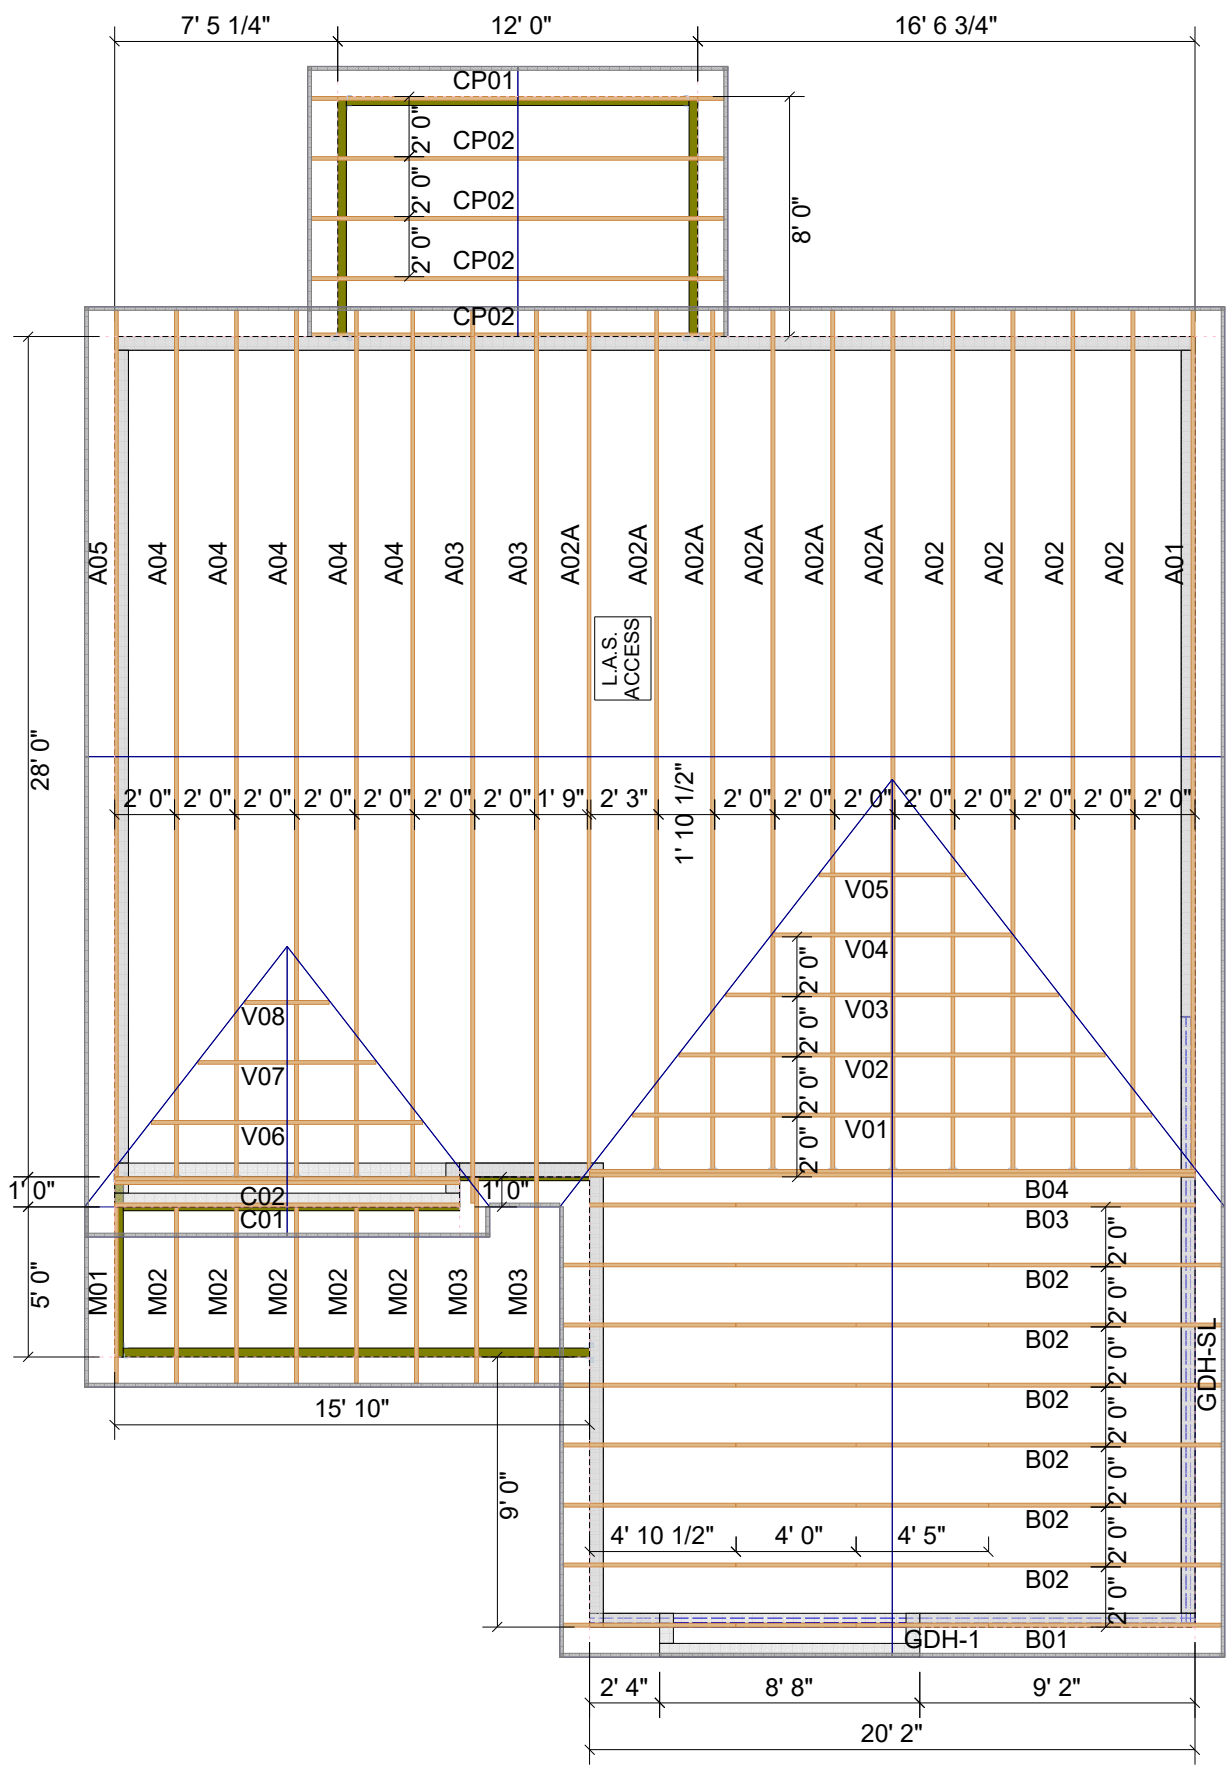 7' 5 1/4" 12' 0" 16' 6 3/4"
CP01
2' 0"
CP02
2' 0"
CP02
8' 0"
2' 0"
CP02
CP02
A05 A04 A04 A04 A04 A04 A03 A03 A02A A02A A02A A02A A02A A02A A02 A02 A02 A02 A01
L.A.S.
ACCESS
28' 0"
2' 0" 2' 0" 2' 0" 2' 0" 2' 0" 2' 0" 2' 0" 1' 9" 2' 3" 1' 10 1/2" 2' 0" 2' 0" 2' 0" 2' 0" 2' 0" 2' 0" 2' 0" 2' 0"
V05
V04
2' 0"
V03
2' 0"
V02
2' 0"
V01
2' 0"
V08
V07
V06
1' 0"
C02
1' 0"
C01
B04
B03
5' 0"
M01 M02 M02 M02 M02 M02 M03 M03
2' 0"
B02
2' 0"
B02
2' 0"
B02
2' 0"
B02
2' 0"
B02
2' 0"
B02
2' 0"
GDH-SL
15' 10"
9' 0"
4' 10 1/2" 4' 0" 4' 5"
GDH-1 B01
2' 4" 8' 8" 9' 2"
20' 2"